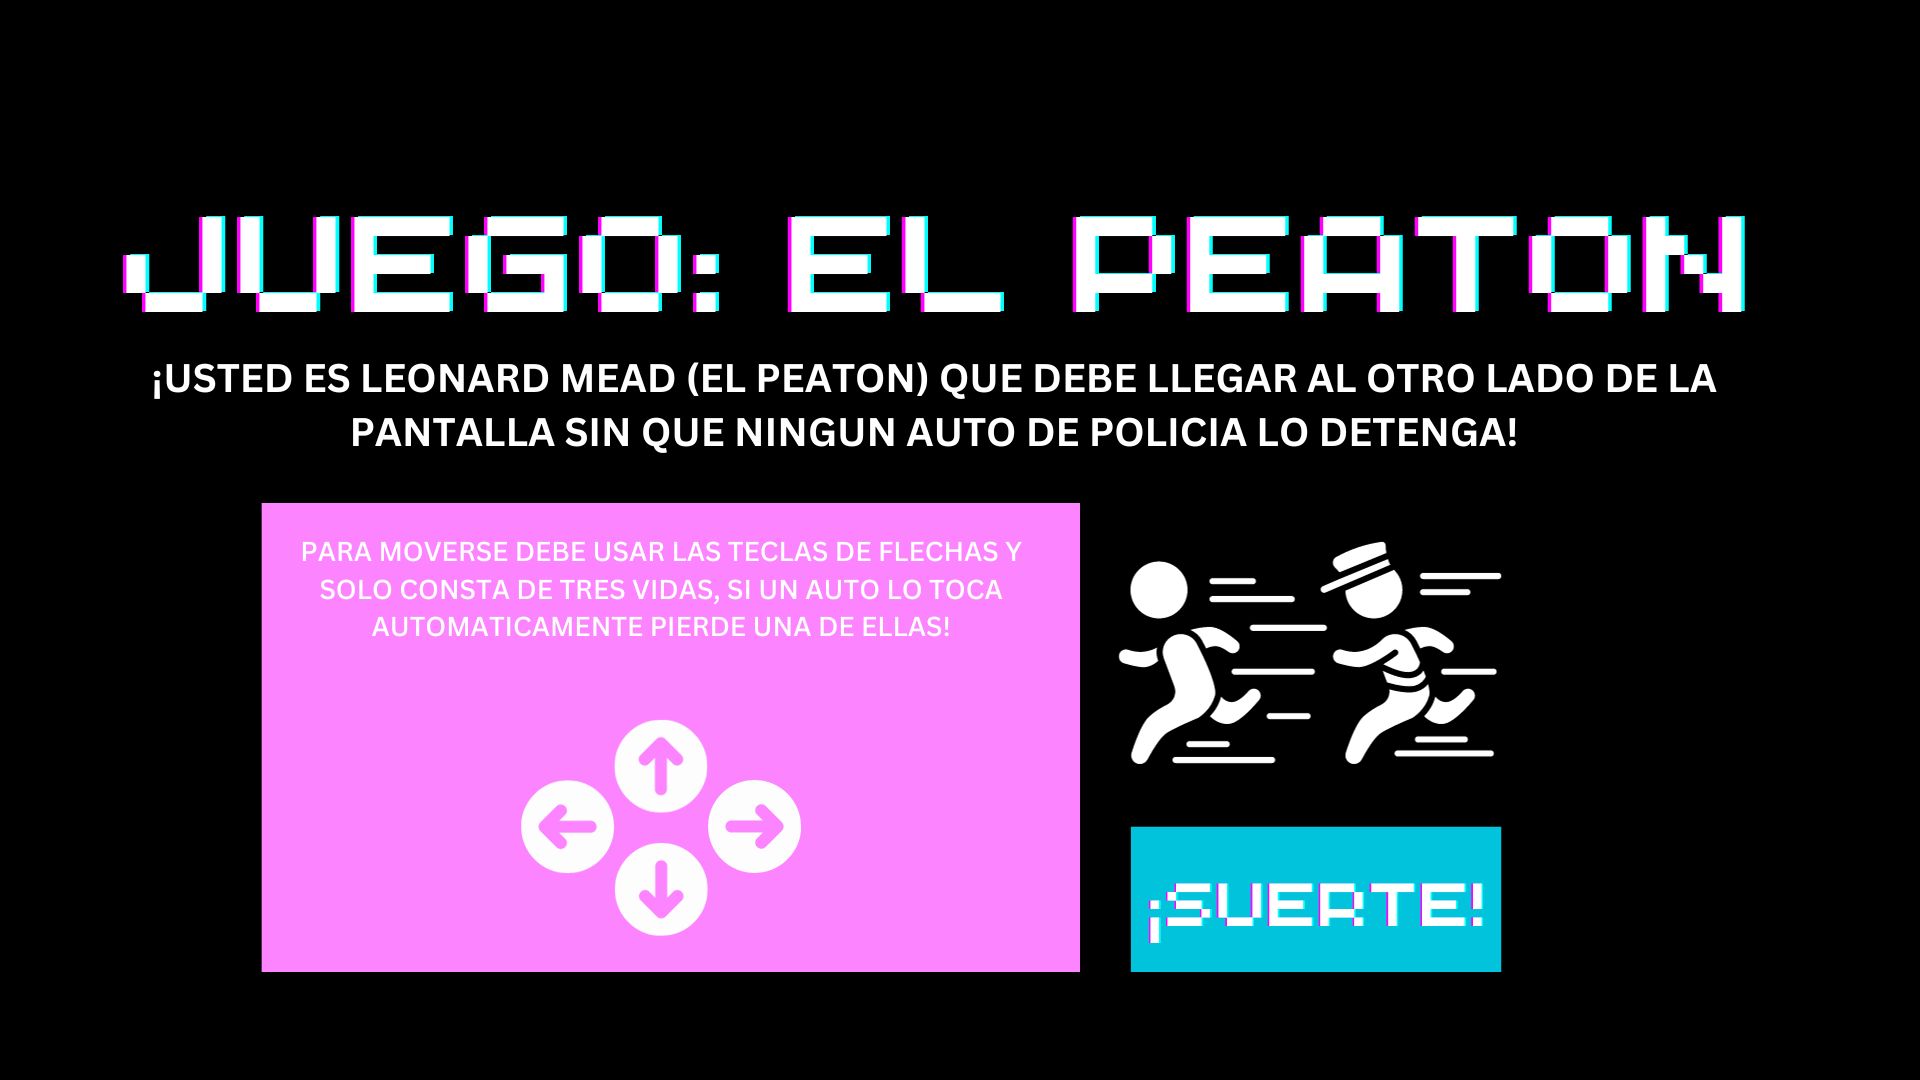 JUEGO: EL PEATON
¡USTED ES LEONARD MEAD (EL PEATON) QUE DEBE LLEGAR AL OTRO LADO DE LA
PANTALLA SIN QUE NINGUN AUTO DE POLICIA LO DETENGA!
PARA MOVERSE DEBE USAR LAS TECLAS DE FLECHAS Y
SOLO CONSTA DE TRES VIDAS, SI UN AUTO LO TOCA
AUTOMATICAMENTE PIERDE UNA DE ELLAS!
¡SUERTE!